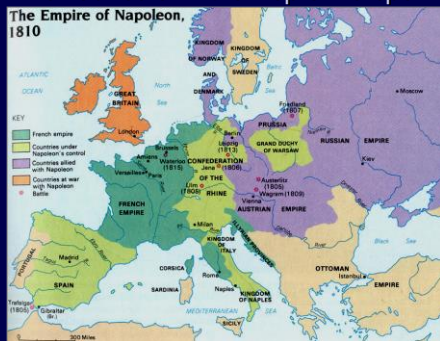 The Empire of Napoleon,
1810
ATLANTIC
OCEAN
North
Sea
KINGDOM
OF NORWAY
AND
DENMARK
KINGDOM
OF
SWEDEN
Baltic
Sea
GREAT
BRITAIN
London
KEY
French empire
Countries under
Napoleon's control
Countries allied
with Napoleon
Countries at war
with Napoleon
Battle
Moscow
Friedland
(1807)
PRUSSIA
RUSSIAN EMPIRE
Berlin
Leipzig
(1813)
GRAND DUCHY
OF WARSAW
Kiev
Brussels
Amiens
Waterloo
(1815)
Versailles
Paris
CONFEDERATION
Jena (1806)
OF THE
RHINE
Ulm
(1805)
Austerlitz
(1805)
Wagram (1809)
Vienna
AUSTRIAN EMPIRE
FRENCH
EMPIRE
Milan
KINGDOM
OF
ITALY
ILLYRIAN PROVINCES
Black Sea
PORTUGAL
Madrid
SPAIN
CORSICA
SARDINIA
Rome
Naples
KINGDOM
OF NAPLES
OTTOMAN
EMPIRE
Istanbul
Trafalgar
(1805)
Gibraltar
(Br.)
MEDITERRANEAN SEA
SICILY
0 300 Miles